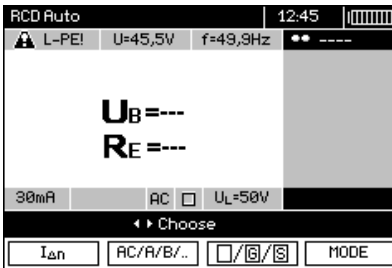 RCD Auto 12:45
L-PE! U=45,5V f=49,9Hz ----
UB=---
RE=---
30mA AC UL=50V
Choose
IΔn AC/A/B/.. /G/S MODE